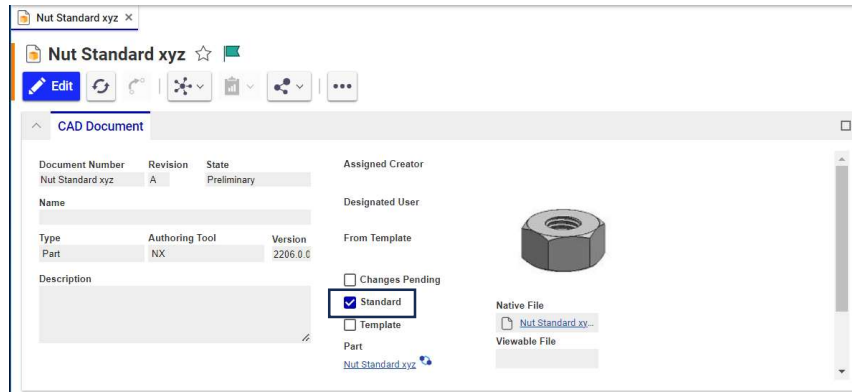 Nut Standard xyz
Nut Standard xyz
Edit
CAD Document
Document Number Revision State
Nut Standard xyz A Preliminary
Name
Type Authoring Tool Version
Part NX 2206.0.0
Description
Assigned Creator
Designated User
From Template
Changes Pending
Standard
Template
Part
Nut Standard xyz
Native File
Nut Standard xy...
Viewable File